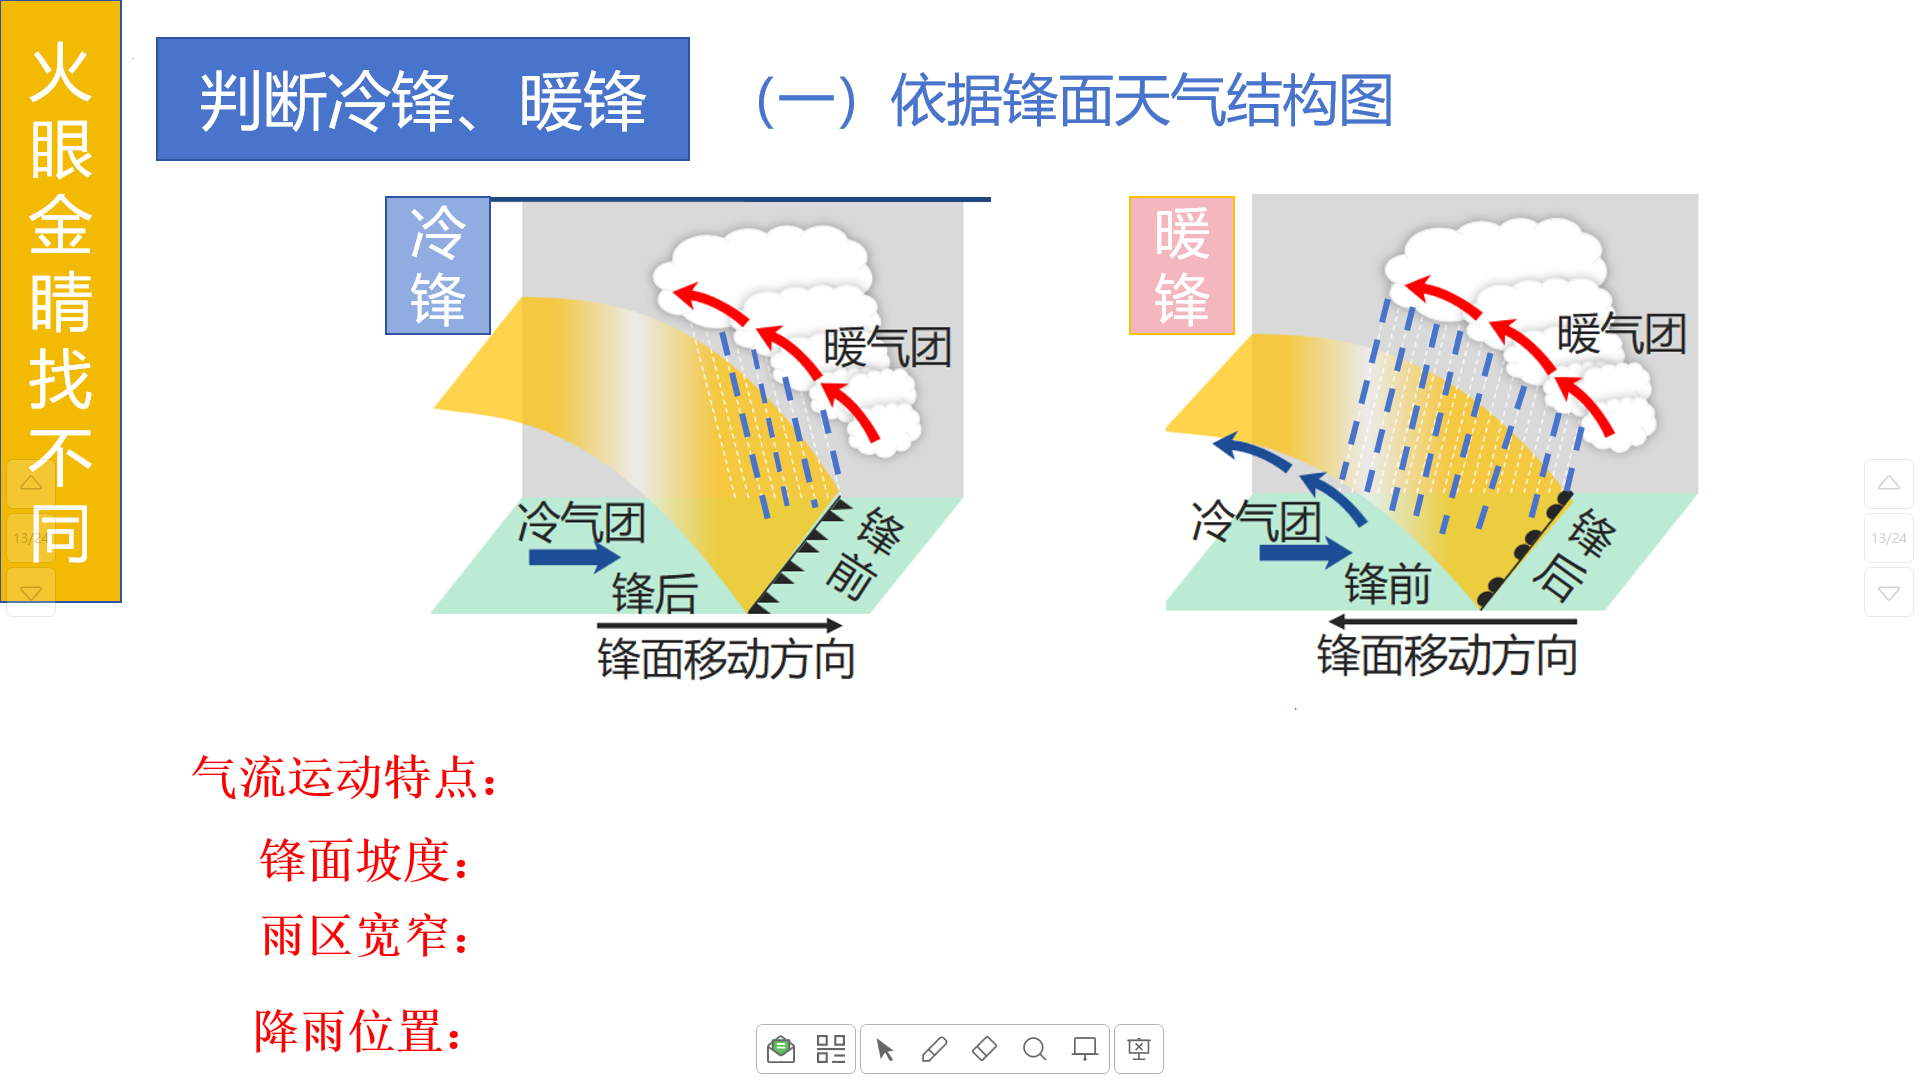 火眼金睛找不同
判断冷锋、暖锋
（一）依据锋面天气结构图
冷锋
暖气团
冷气团
锋后
锋前
锋面移动方向
暖锋
暖气团
冷气团
锋前
锋后
锋面移动方向
13/24
13/24
气流运动特点：
锋面坡度：
雨区宽窄：
降雨位置：